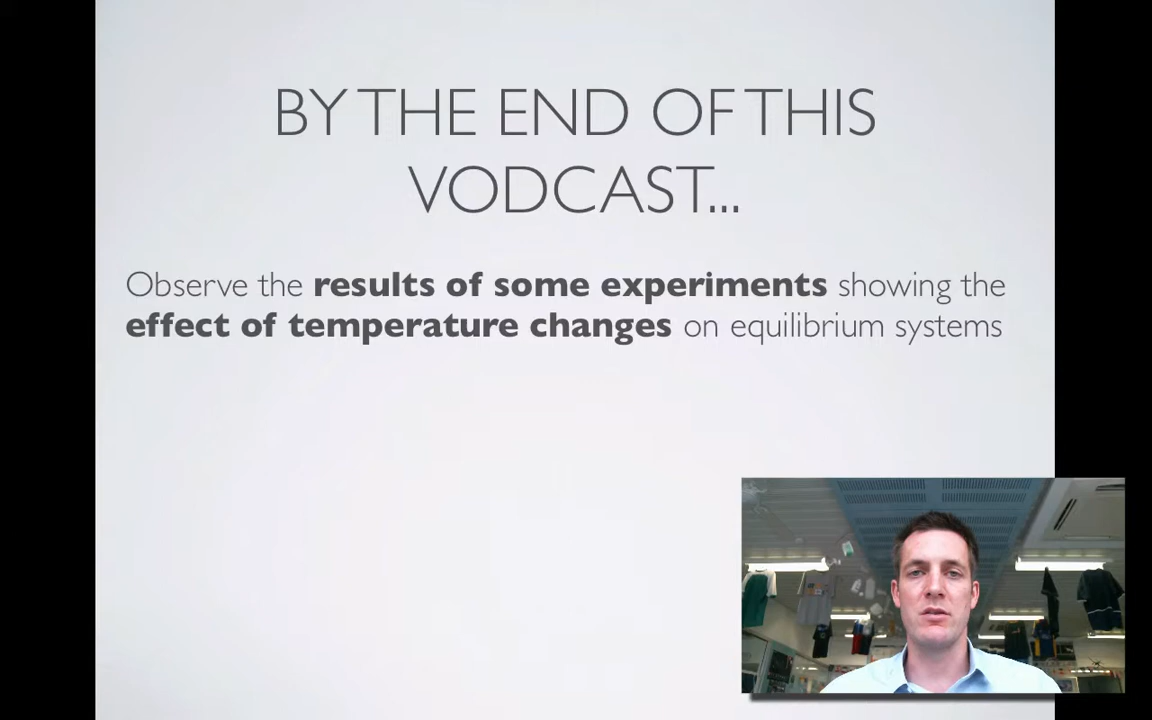 BY THE END OF THIS
VODCAST...
Observe the results of some experiments showing the
effect of temperature changes on equilibrium systems